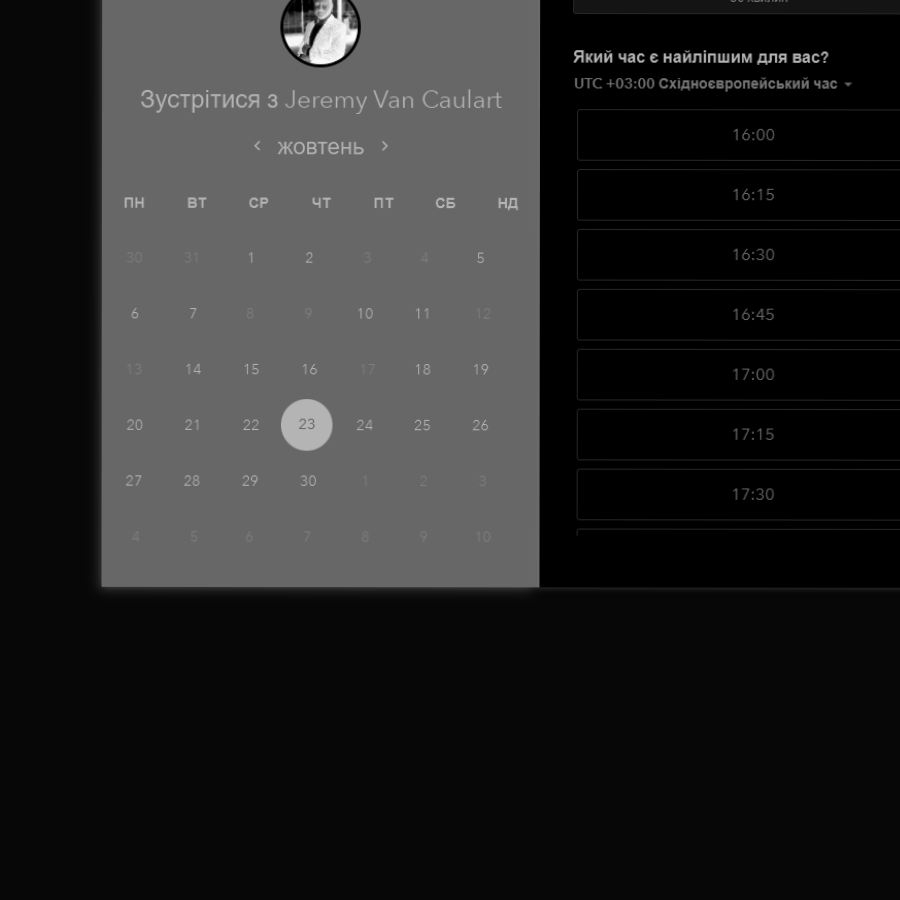 Зустрітися з Jeremy Van Caulart
< жовтень >
ПН ВТ СР ЧТ ПТ СБ НД
30 31 1 2 3 4 5
6 7 8 9 10 11 12
13 14 15 16 17 18 19
20 21 22 23 24 25 26
27 28 29 30 1 2 3
4 5 6 7 8 9 10
Який час є найліпшим для вас?
UTC +03:00 Східноєвропейський час
16:00
16:15
16:30
16:45
17:00
17:15
17:30